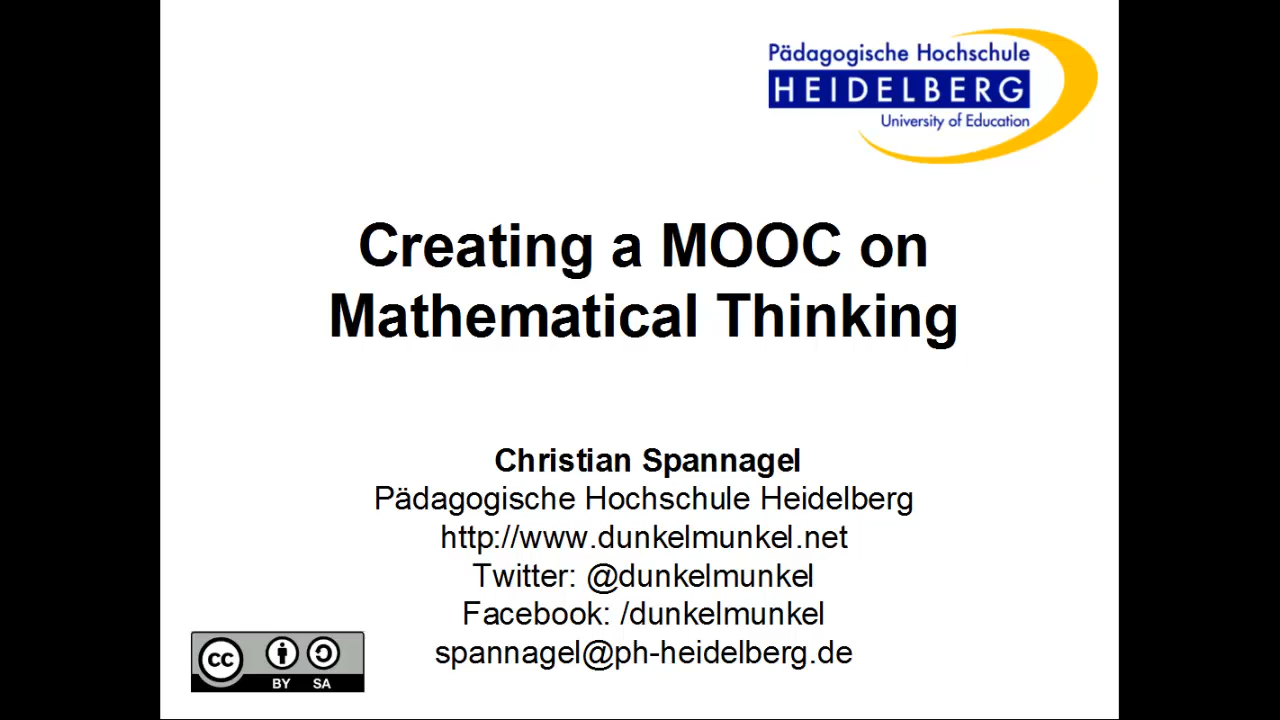 Pädagogische Hochschule
HEIDELBERG
University of Education
Creating a MOOC on
Mathematical Thinking
Christian Spannagel
Pädagogische Hochschule Heidelberg
http://www.dunkelmunkel.net
Twitter: @dunkelmunkel
Facebook: /dunkelmunkel
spannagel@ph-heidelberg.de
cc
BY SA